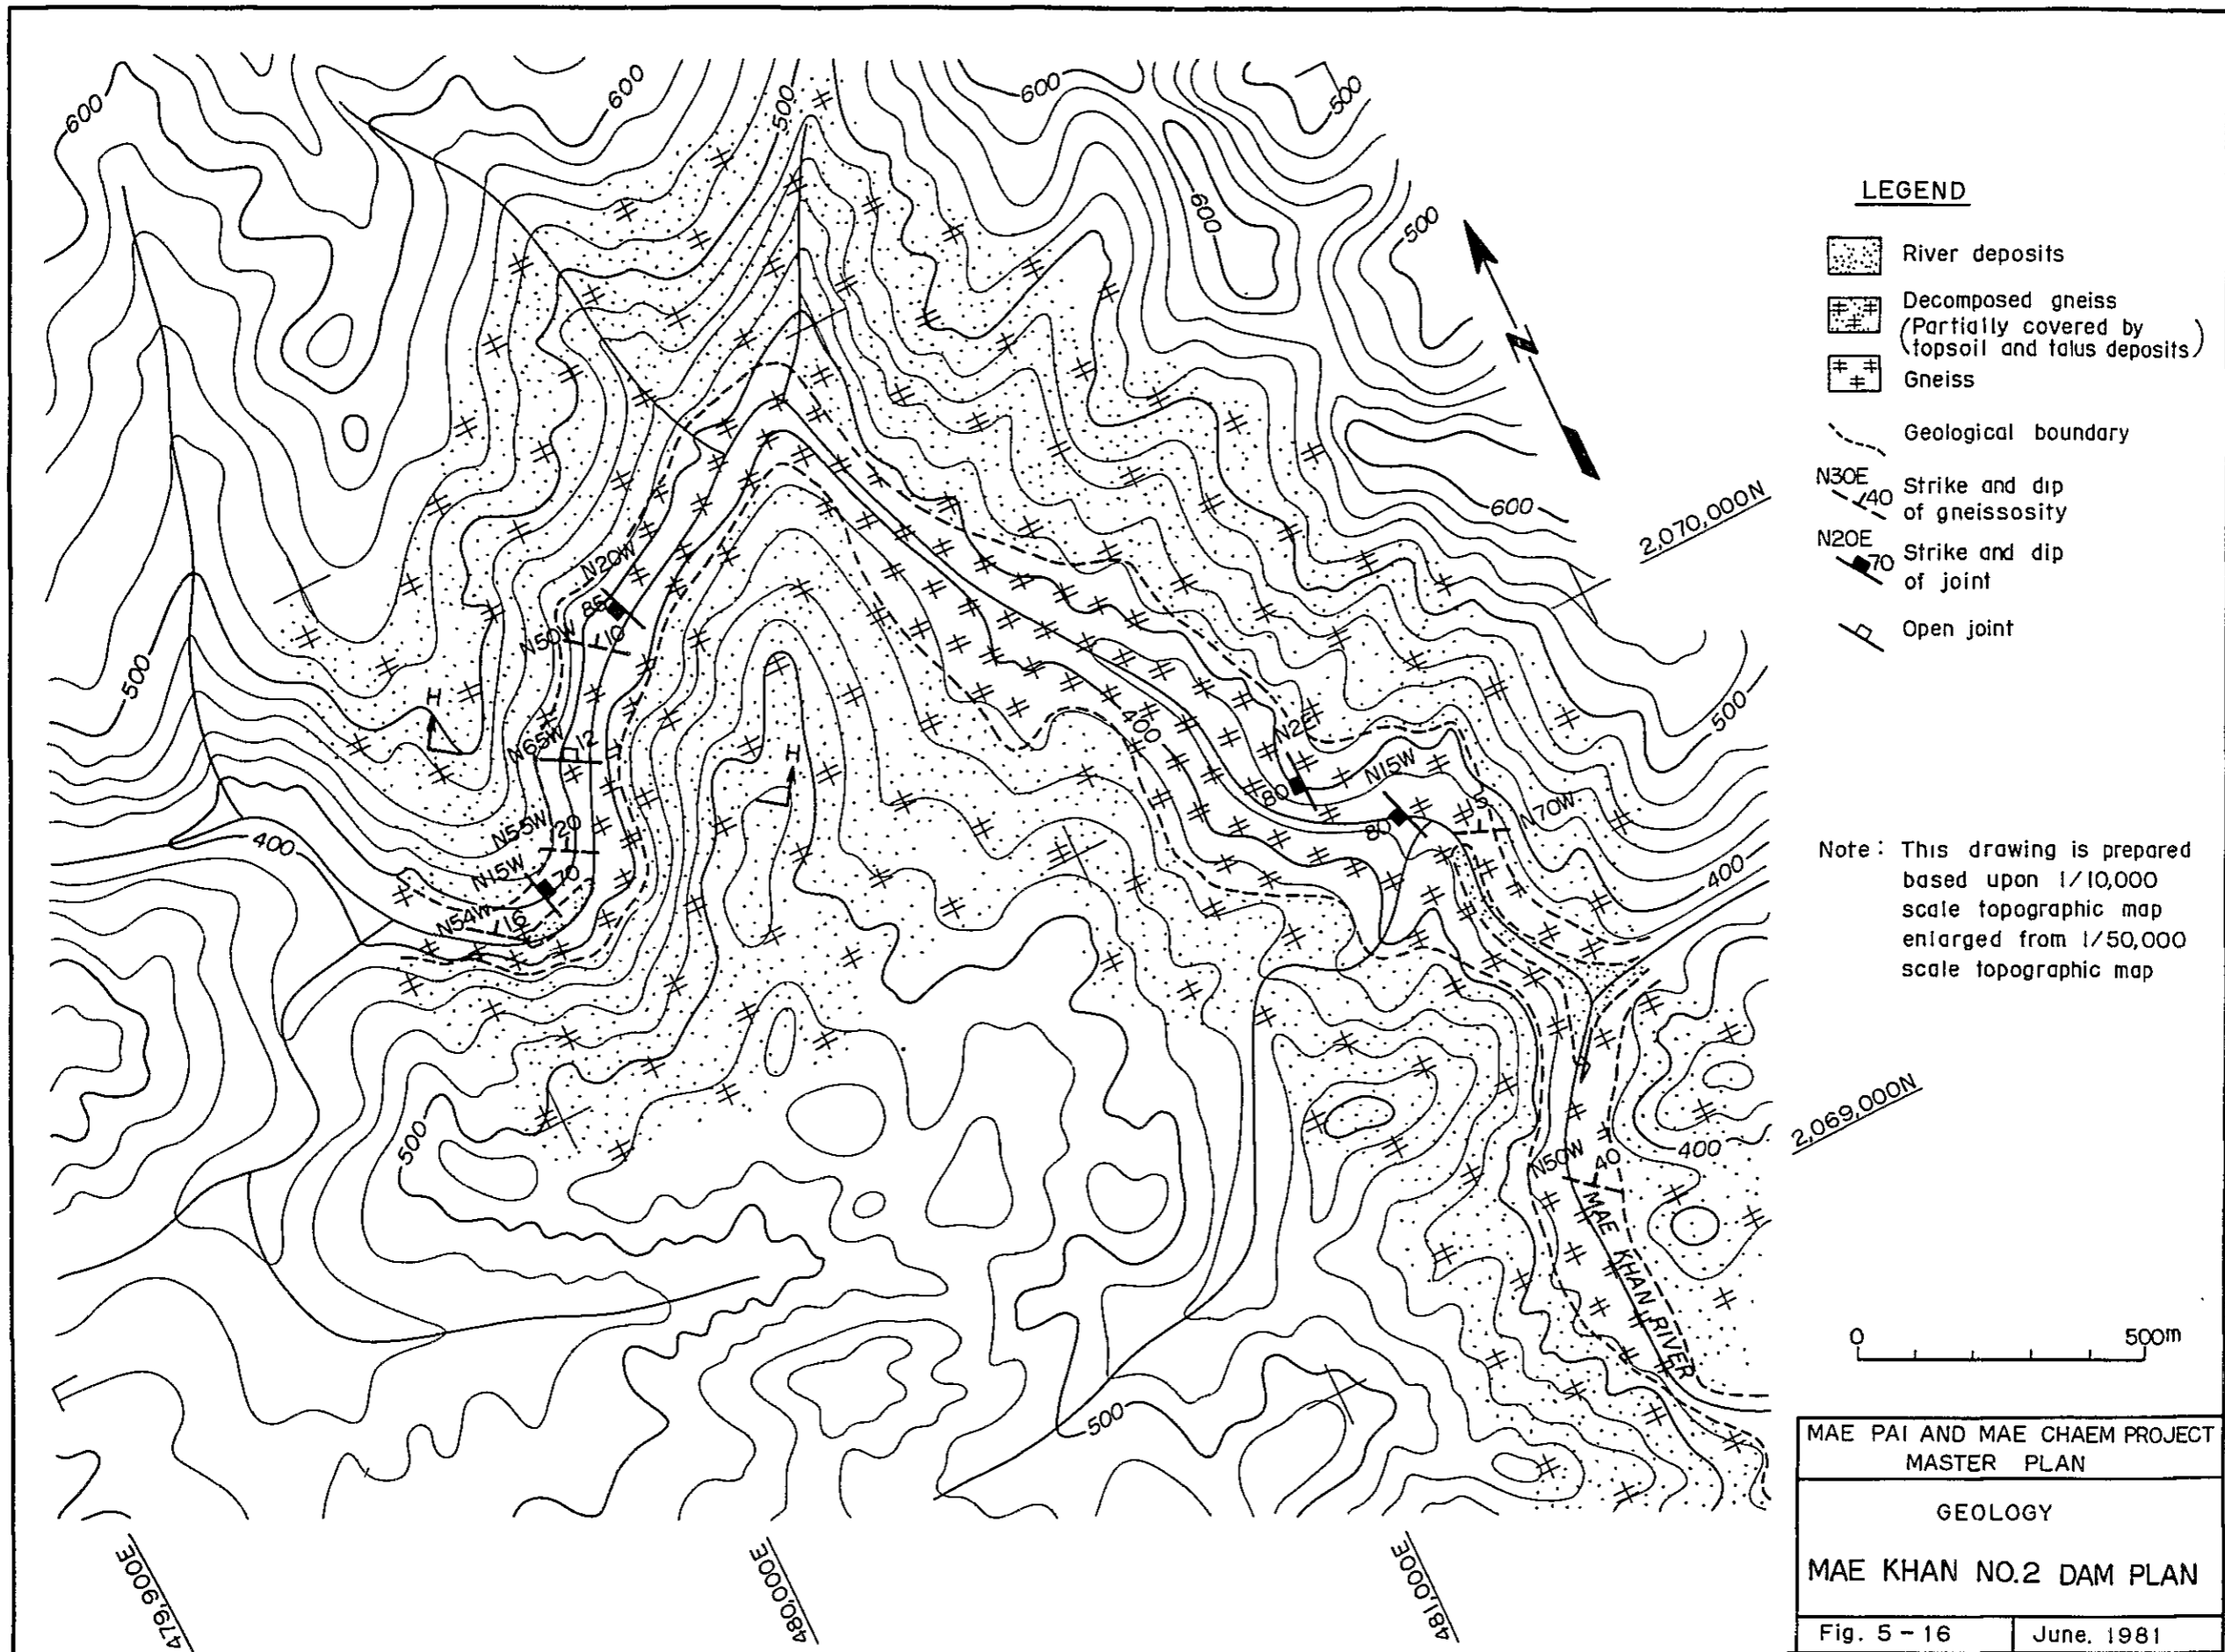 600
600
500
600
500
LEGEND
600
500
River deposits
Decomposed gneiss
(Partially covered by
topsoil and talus deposits)
Gneiss
N
Geological boundary
N30E
40
Strike and dip
of gneissosity
600
2,070,000N
N20E
70
Strike and dip
of joint
Open joint
N20W
85
N50W
10
500
H
N65W
12
H
400
N2E
80
N15W
80
15
N70W
500
400
N55W
20
N15W
70
N54W
16
400
Note : This drawing is prepared
based upon 1/10,000
scale topographic map
enlarged from 1/50,000
scale topographic map
500
400
2,069,000N
N50W
40
MAE KHAN RIVER
0 500m
500
MAE PAI AND MAE CHAEM PROJECT
MASTER PLAN
GEOLOGY
MAE KHAN NO.2 DAM PLAN
Fig. 5-16
June, 1981
479,900E
480,000E
481,000E